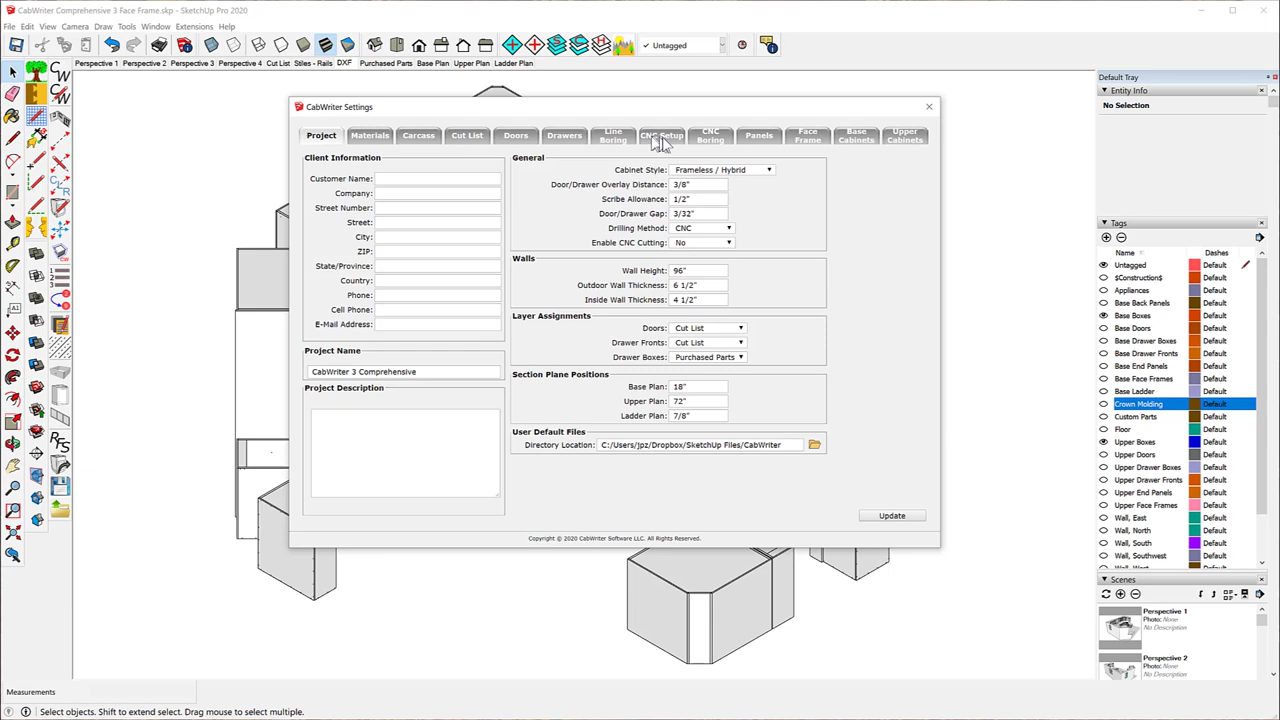 CabWriter Comprehensive 3 Face Frame.skp - SketchUp Pro 2020
File Edit View Camera Draw Tools Window Extensions Help
✓ Untagged
Perspective 1 Perspective 2 Perspective 3 Perspective 4 Cut List Stiles - Rails DXF Purchased Parts Base Plan Upper Plan Ladder Plan
CabWriter Settings
Project Materials Carcass Cut List Doors Drawers Line Boring CNC Setup CNC Boring Panels Face Frame Base Cabinets Upper Cabinets
Client Information
Customer Name:
Company:
Street Number:
Street:
City:
ZIP:
State/Province:
Country:
Phone:
Cell Phone:
E-Mail Address:
Project Name
CabWriter 3 Comprehensive
Project Description
General
Cabinet Style: Frameless / Hybrid
Door/Drawer Overlay Distance: 3/8"
Scribe Allowance: 1/2"
Door/Drawer Gap: 3/32"
Drilling Method: CNC
Enable CNC Cutting: No
Walls
Wall Height: 96"
Outdoor Wall Thickness: 6 1/2"
Inside Wall Thickness: 4 1/2"
Layer Assignments
Doors: Cut List
Drawer Fronts: Cut List
Drawer Boxes: Purchased Parts
Section Plane Positions
Base Plan: 18"
Upper Plan: 72"
Ladder Plan: 7/8"
User Default Files
Directory Location: C:/Users/jpz/Dropbox/SketchUp Files/CabWriter
Update
Copyright © 2020 CabWriter Software LLC. All Rights Reserved.
Default Tray
Entity Info
No Selection
Tags
Name Dashes
Untagged Default
$Construction$ Default
Appliances Default
Base Back Panels Default
Base Boxes Default
Base Doors Default
Base Drawer Boxes Default
Base Drawer Fronts Default
Base End Panels Default
Base Face Frames Default
Base Ladder Default
Crown Molding Default
Custom Parts Default
Floor Default
Upper Boxes Default
Upper Doors Default
Upper Drawer Boxes Default
Upper Drawer Fronts Default
Upper End Panels Default
Upper Face Frames Default
Wall, East Default
Wall, North Default
Wall, South Default
Wall, Southwest Default
Wall, West Default
Scenes
Perspective 1
Photo: None
No Description
Perspective 2
Photo: None
No Description
CW
CW
RFS
CW
Measurements
Select objects. Shift to extend select. Drag mouse to select multiple.